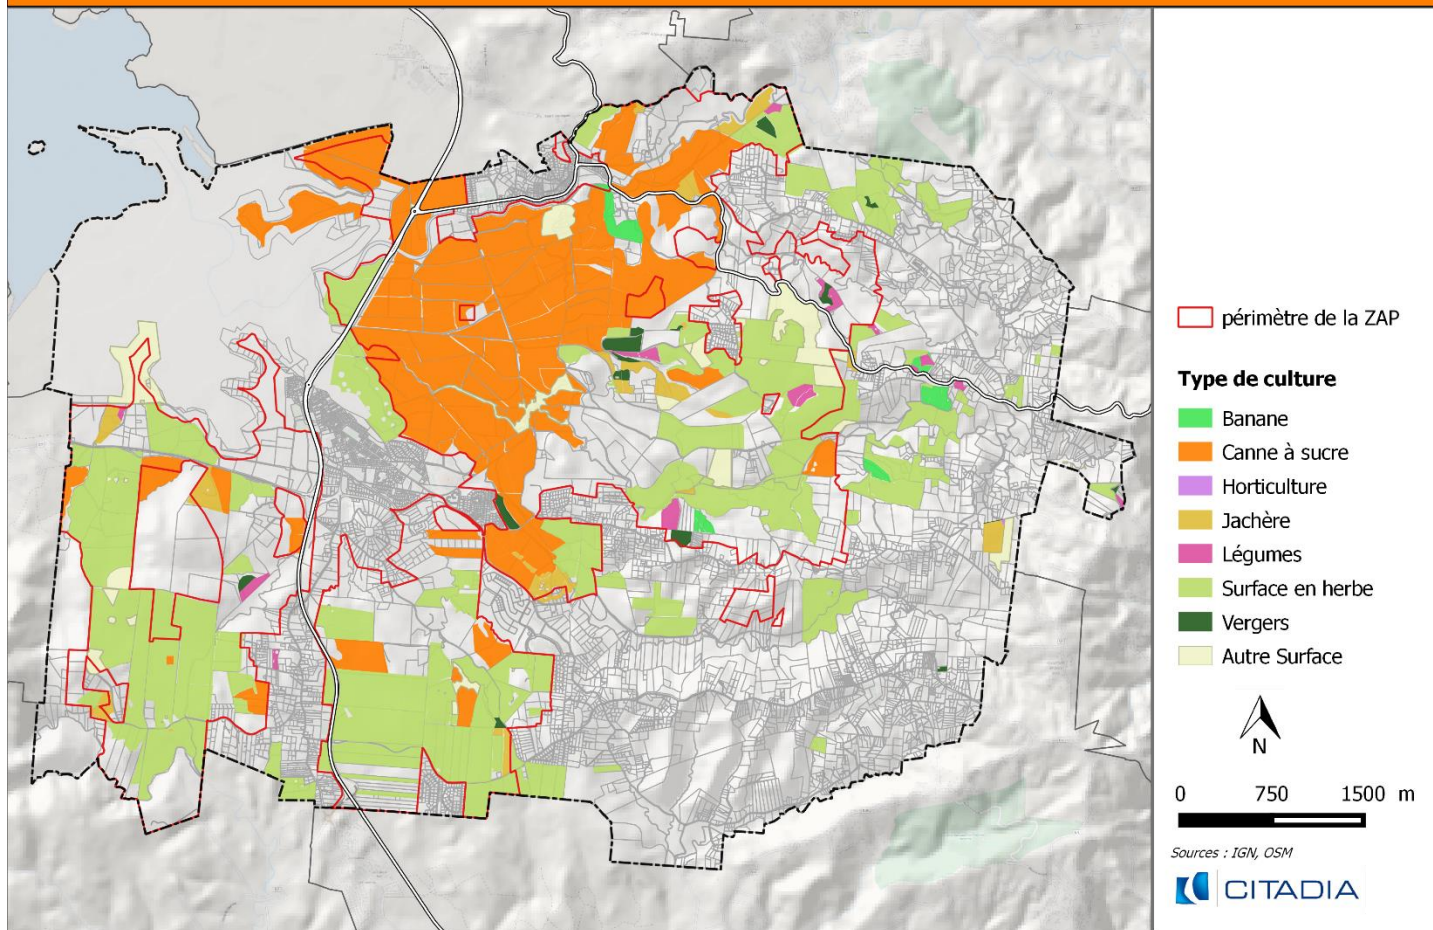 périmètre de la ZAP
Type de culture
Banane
Canne à sucre
Horticulture
Jachère
Légumes
Surface en herbe
Vergers
Autre Surface
N
0 750 1500 m
Sources : IGN, OSM
CITADIA